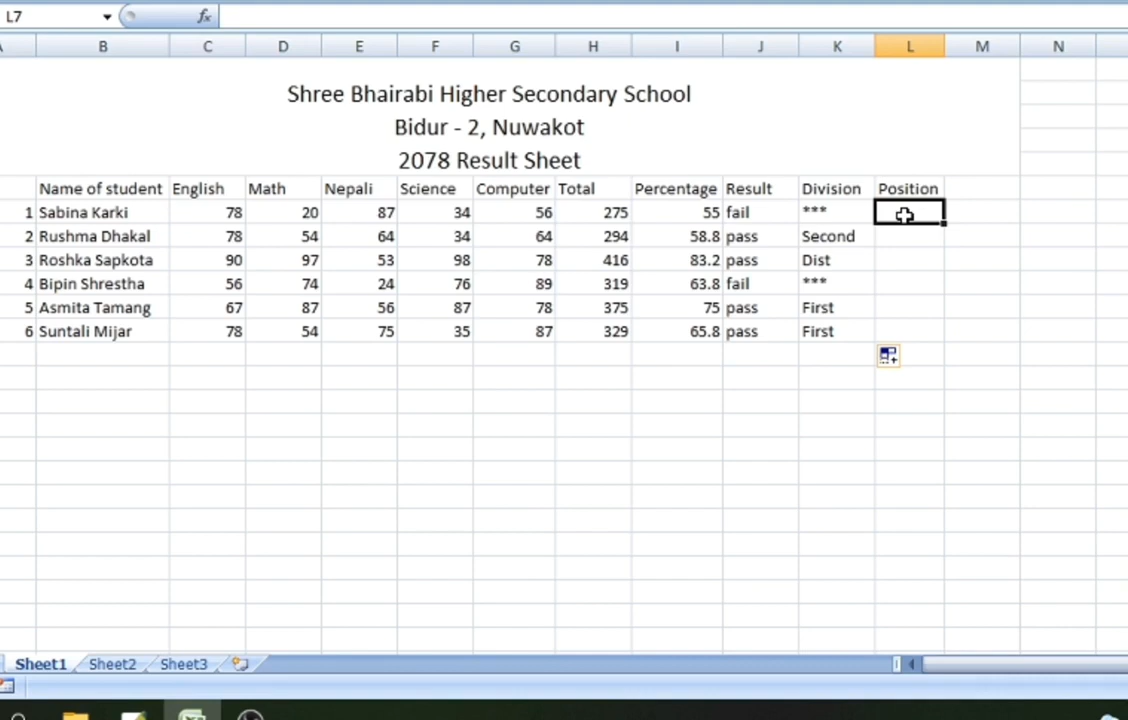 L7 fx
A B C D E F G H I J K L M N
Shree Bhairabi Higher Secondary School
Bidur - 2, Nuwakot
2078 Result Sheet
Name of student English Math Nepali Science Computer Total Percentage Result Division Position
1 Sabina Karki 78 20 87 34 56 275 55 fail ***
2 Rushma Dhakal 78 54 64 34 64 294 58.8 pass Second
3 Roshka Sapkota 90 97 53 98 78 416 83.2 pass Dist
4 Bipin Shrestha 56 74 24 76 89 319 63.8 fail ***
5 Asmita Tamang 67 87 56 87 78 375 75 pass First
6 Suntali Mijar 78 54 75 35 87 329 65.8 pass First
Sheet1 Sheet2 Sheet3